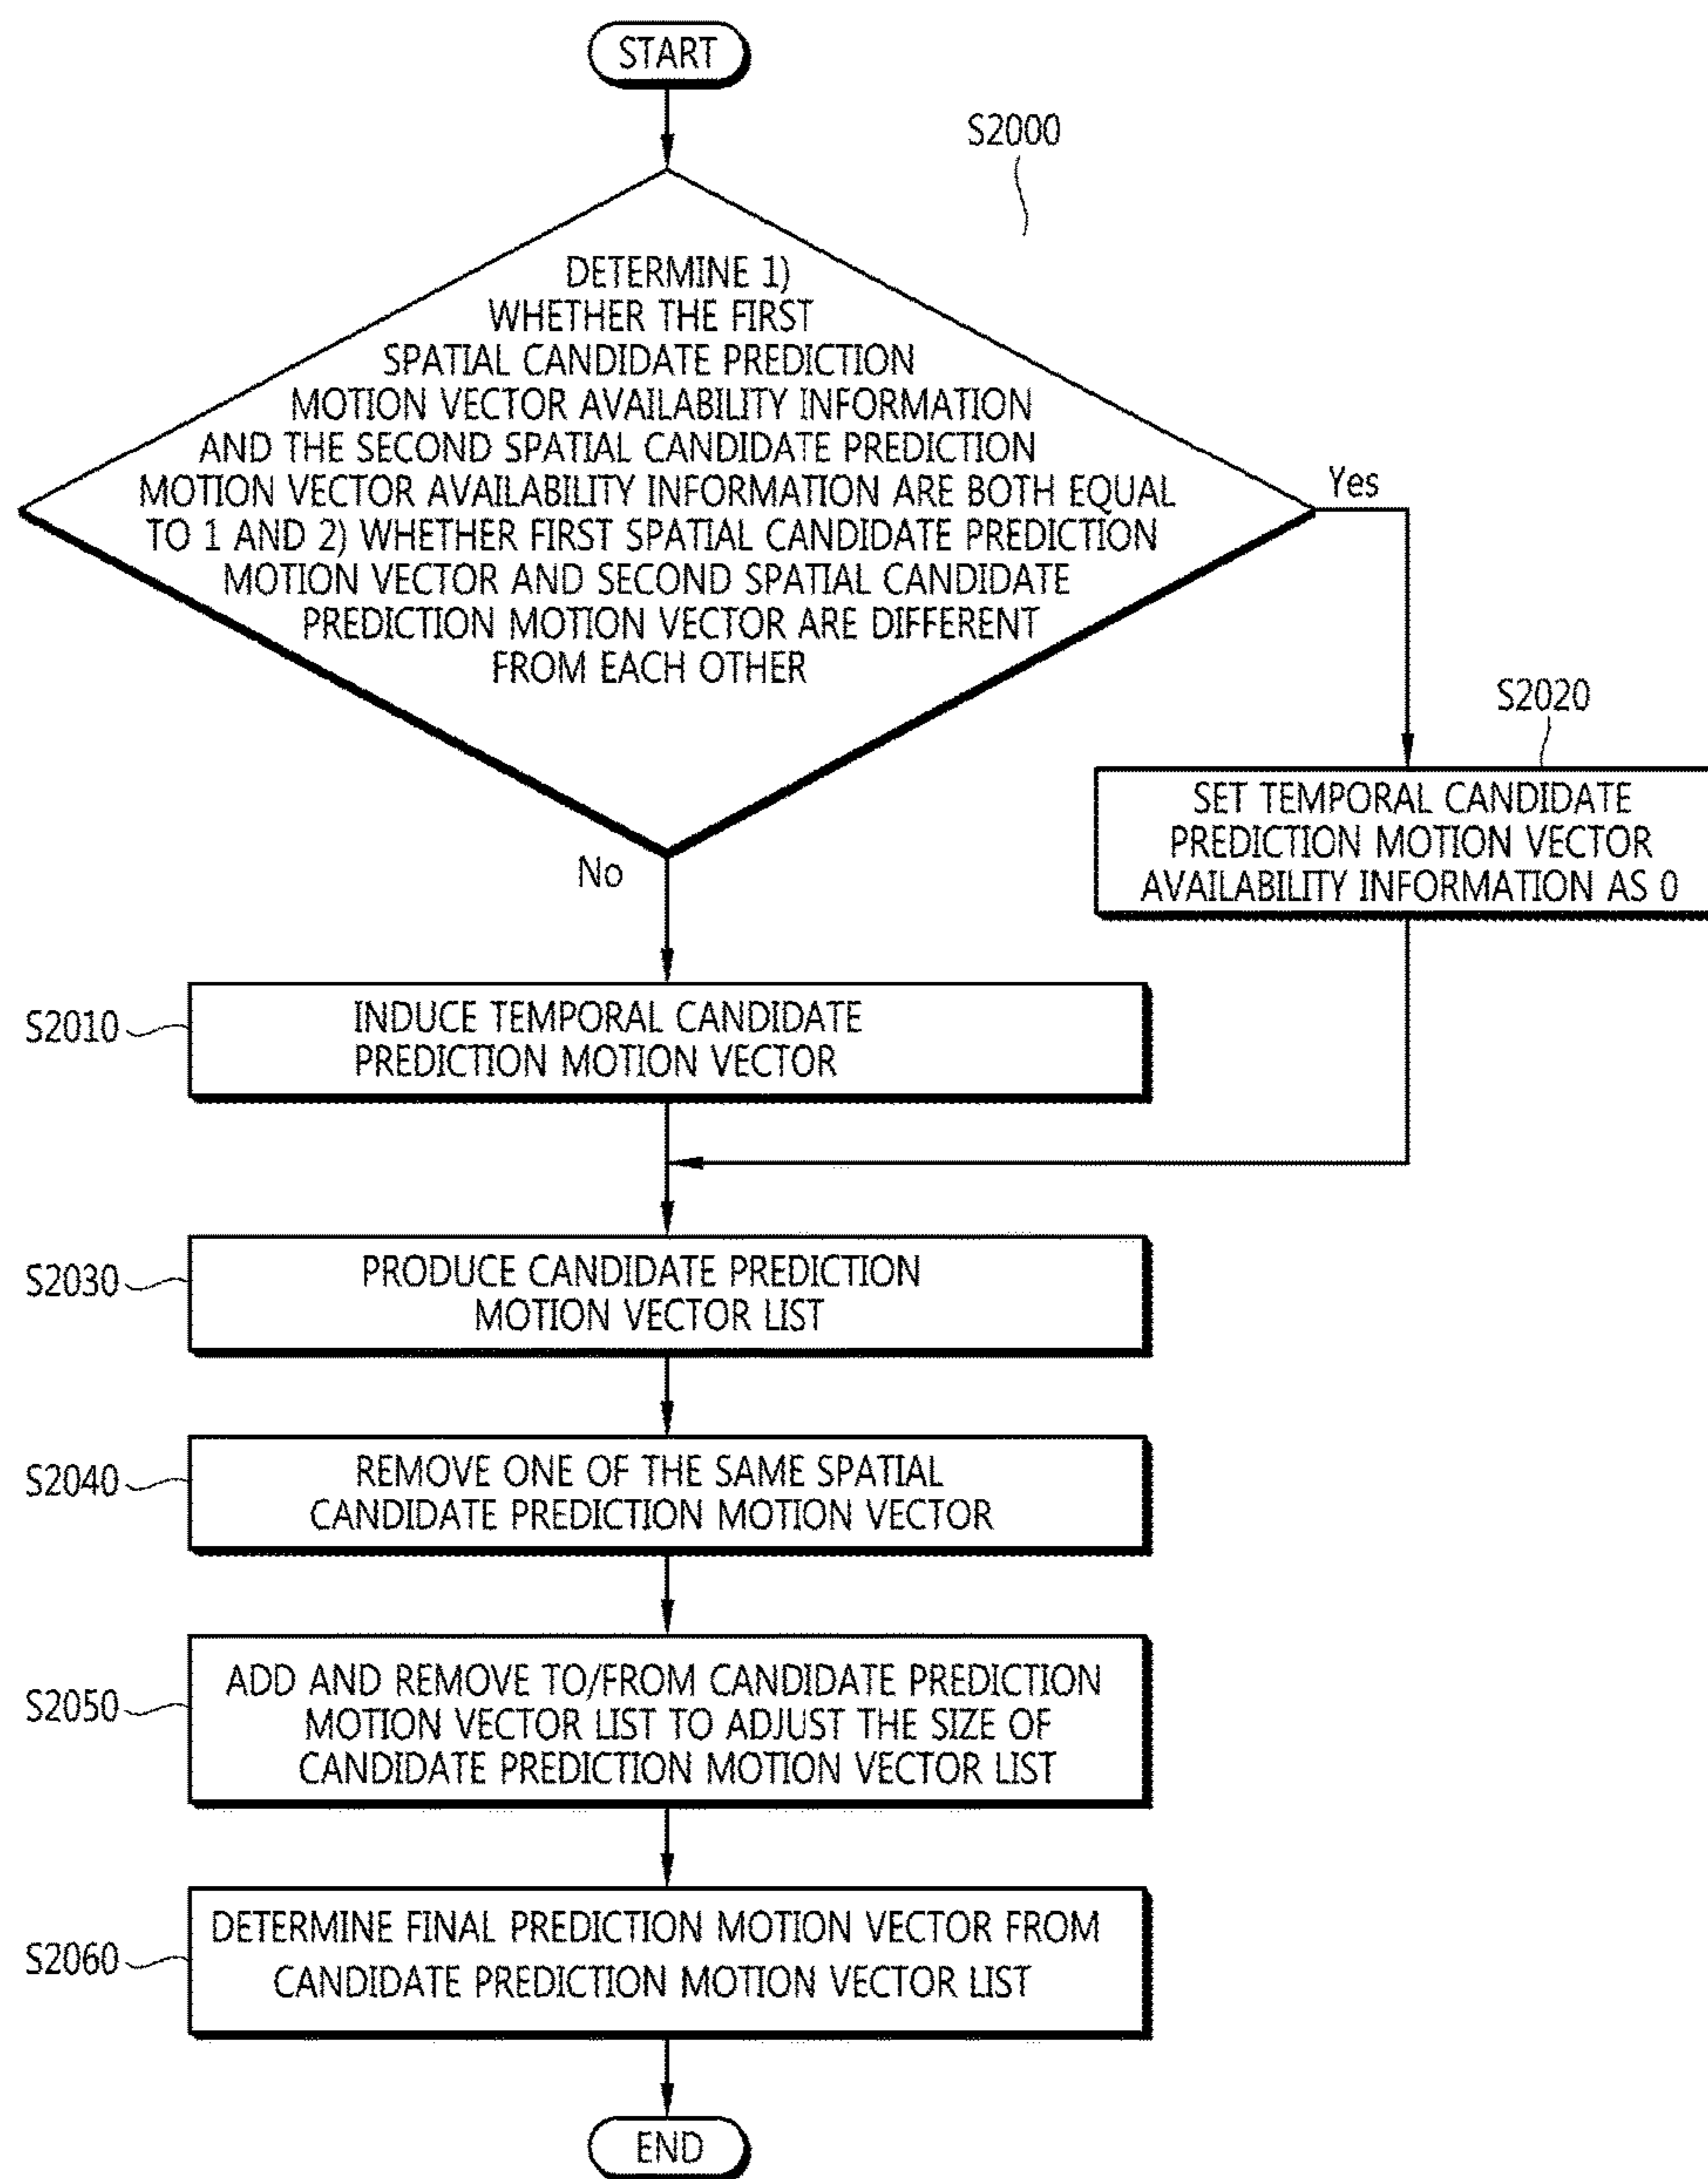 START
S2000
DETERMINE 1)
WHETHER THE FIRST
SPATIAL CANDIDATE PREDICTION
MOTION VECTOR AVAILABILITY INFORMATION
AND THE SECOND SPATIAL CANDIDATE PREDICTION
MOTION VECTOR AVAILABILITY INFORMATION ARE BOTH EQUAL
TO 1 AND 2) WHETHER FIRST SPATIAL CANDIDATE PREDICTION
MOTION VECTOR AND SECOND SPATIAL CANDIDATE
PREDICTION MOTION VECTOR ARE DIFFERENT
FROM EACH OTHER
Yes
S2020
SET TEMPORAL CANDIDATE
PREDICTION MOTION VECTOR
AVAILABILITY INFORMATION AS 0
No
S2010
INDUCE TEMPORAL CANDIDATE
PREDICTION MOTION VECTOR
S2030
PRODUCE CANDIDATE PREDICTION
MOTION VECTOR LIST
S2040
REMOVE ONE OF THE SAME SPATIAL
CANDIDATE PREDICTION MOTION VECTOR
S2050
ADD AND REMOVE TO/FROM CANDIDATE PREDICTION
MOTION VECTOR LIST TO ADJUST THE SIZE OF
CANDIDATE PREDICTION MOTION VECTOR LIST
S2060
DETERMINE FINAL PREDICTION MOTION VECTOR FROM
CANDIDATE PREDICTION MOTION VECTOR LIST
END